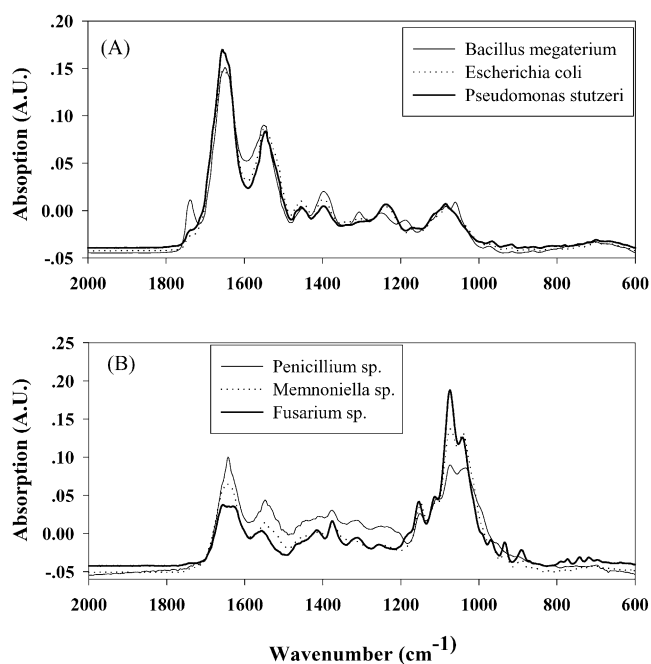 (A)
Bacillus megaterium
Escherichia coli
Pseudomonas stutzeri
Absoption (A.U.)
.20
.15
.10
.05
0.00
-.05
2000 1800 1600 1400 1200 1000 800 600
(B)
Penicillium sp.
Memnoniella sp.
Fusarium sp.
Absorption (A.U.)
.25
.20
.15
.10
.05
0.00
-.05
2000 1800 1600 1400 1200 1000 800 600
Wavenumber (cm-1)